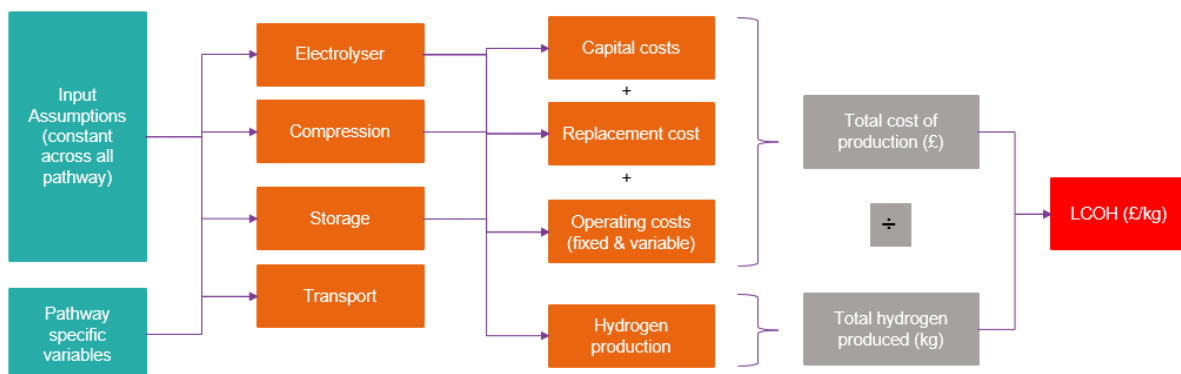 Input
Assumptions
(constant
across all
pathway)
Pathway
specific
variables
Electrolyser
Compression
Storage
Transport
Capital costs
+
Replacement cost
+
Operating costs
(fixed & variable)
Hydrogen
production
Total cost of
production (£)
÷
Total hydrogen
produced (kg)
LCOH (£/kg)